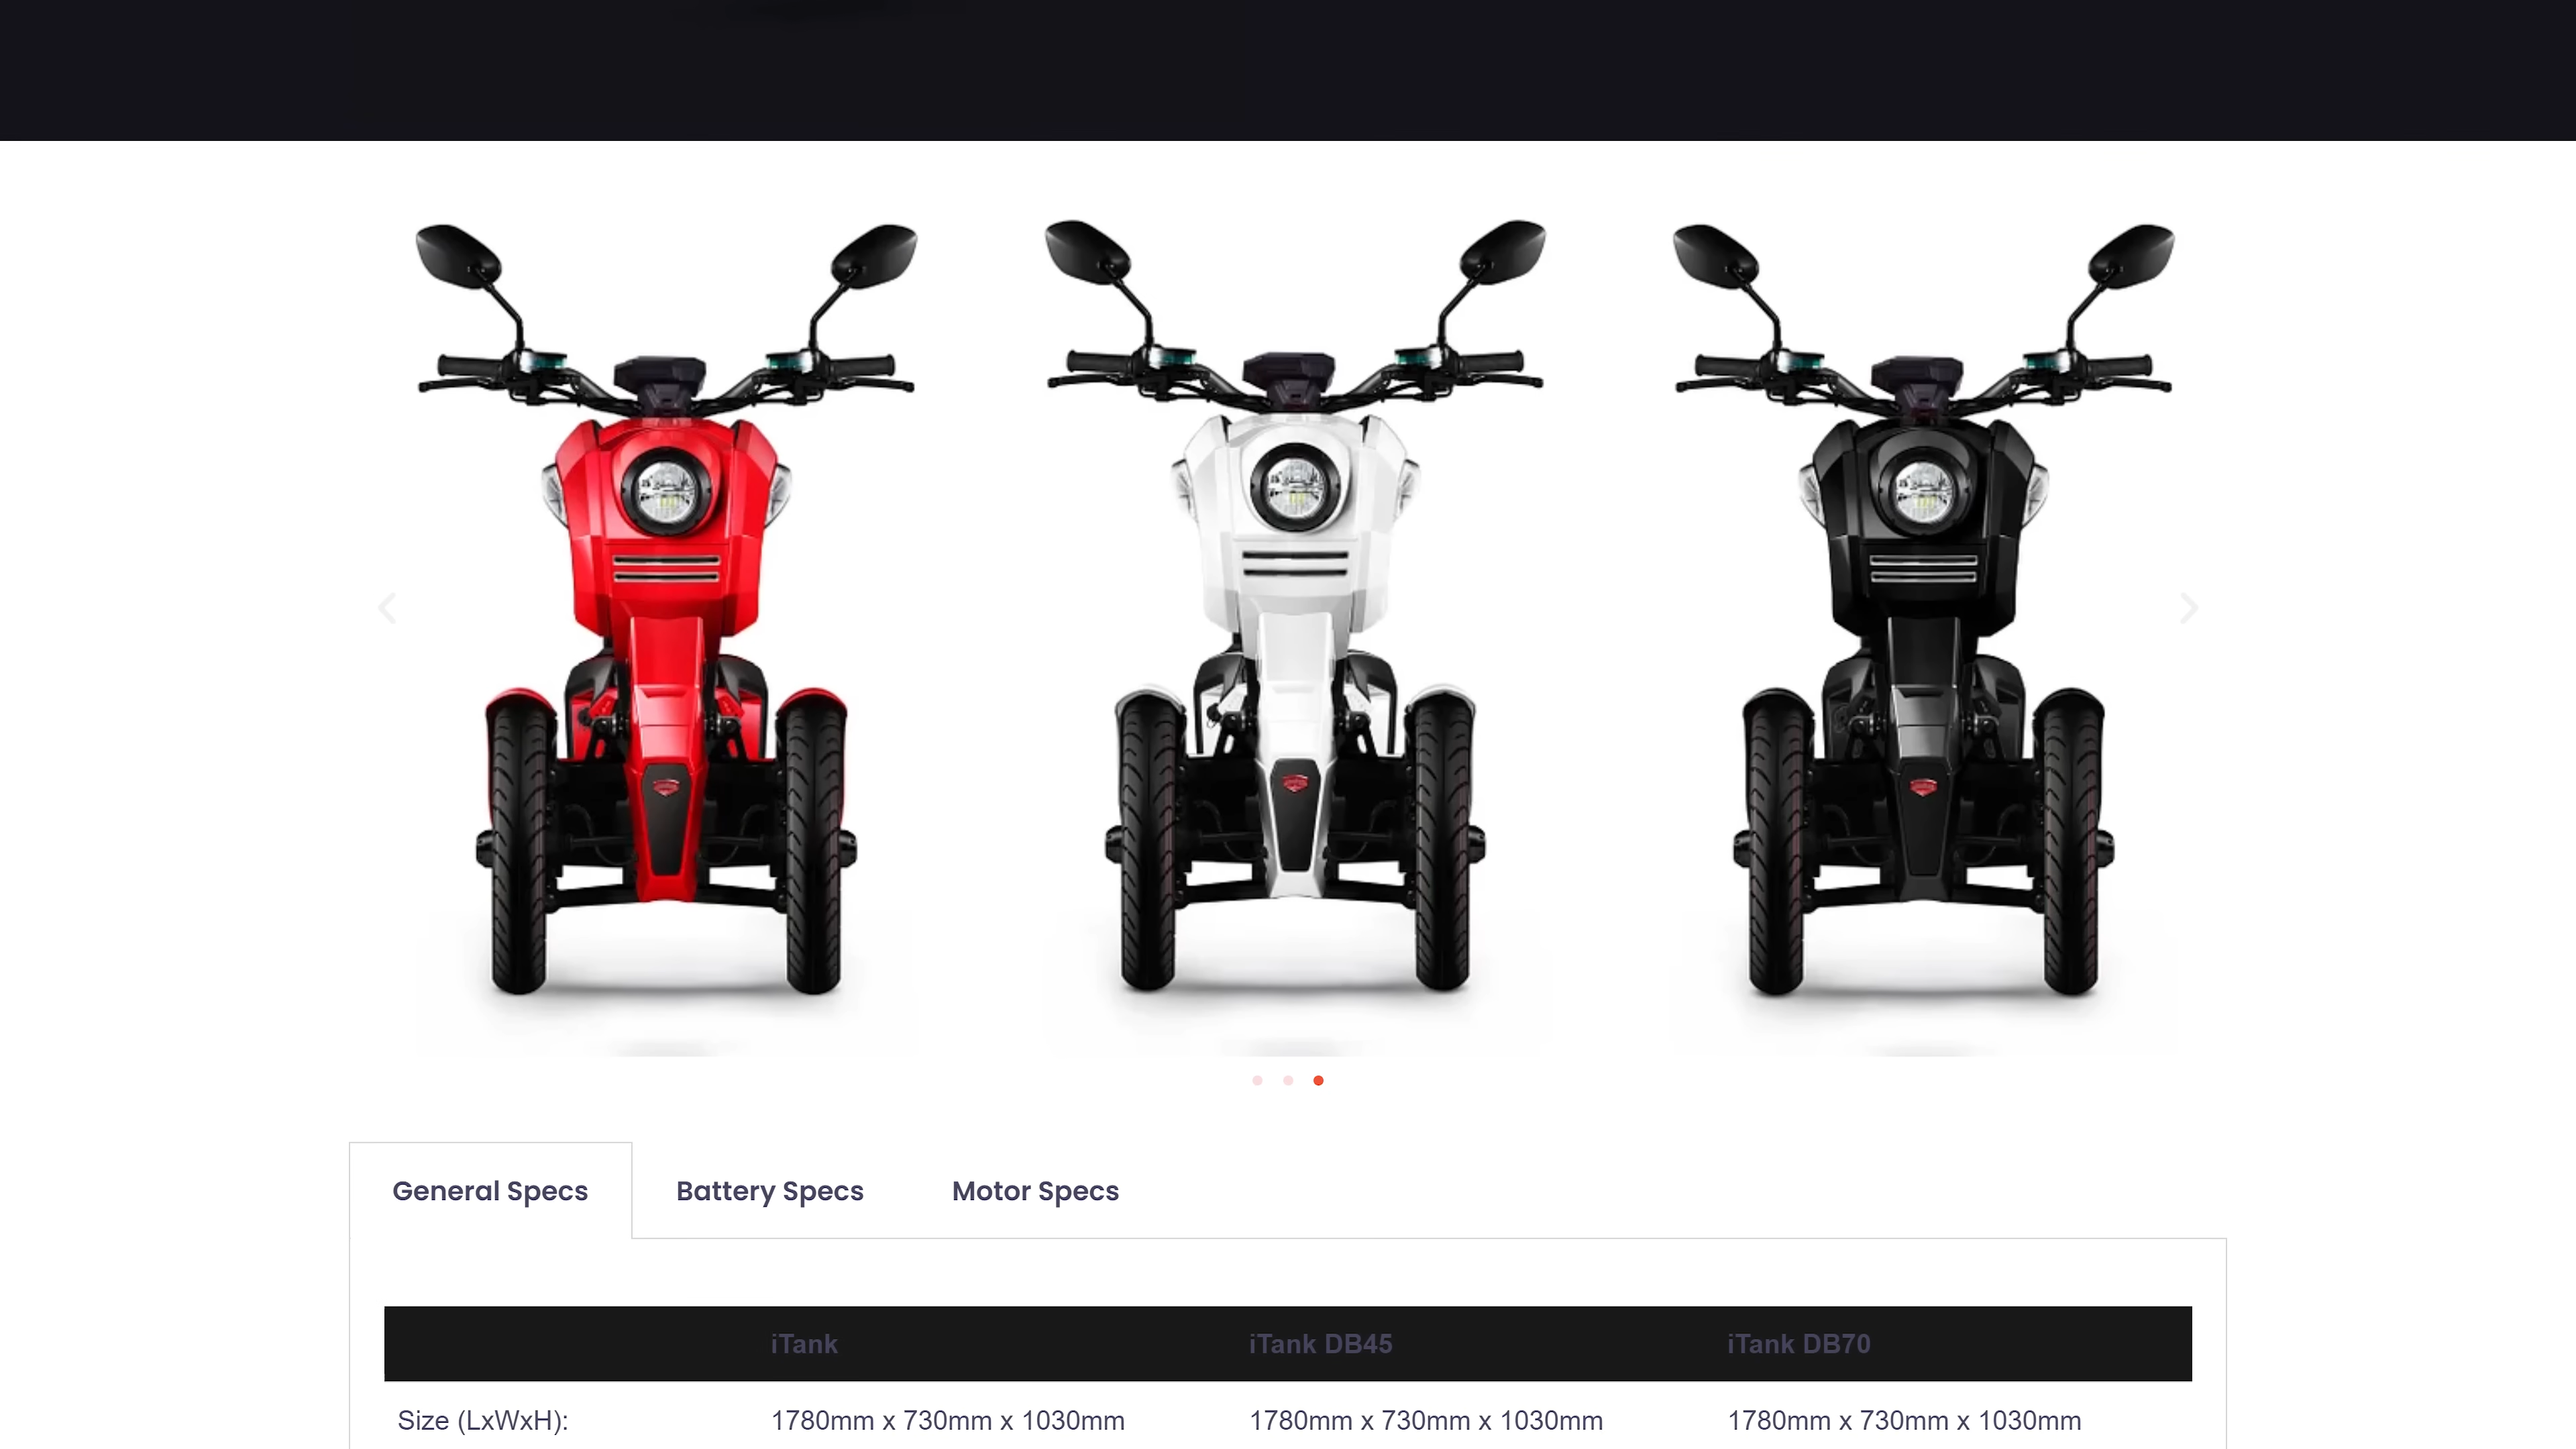 General Specs Battery Specs Motor Specs
iTank iTank DB45 iTank DB70
Size (LxWxH): 1780mm x 730mm x 1030mm 1780mm x 730mm x 1030mm 1780mm x 730mm x 1030mm